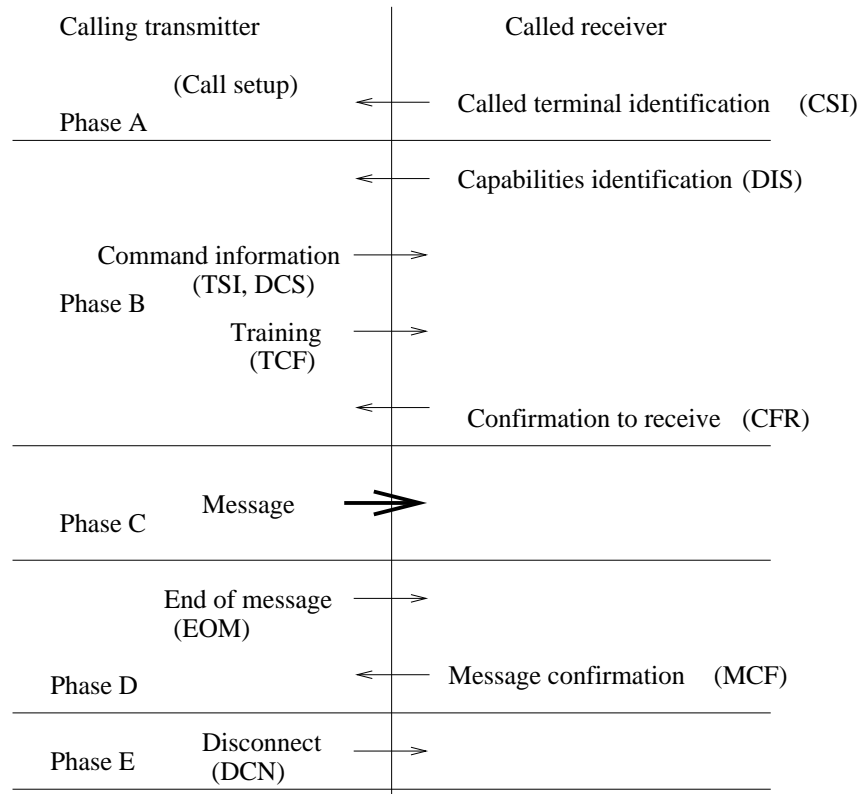 Calling transmitter
Called receiver
(Call setup)
Called terminal identification (CSI)
Phase A
Capabilities identification (DIS)
Command information
(TSI, DCS)
Phase B
Training
(TCF)
Confirmation to receive (CFR)
Message
Phase C
End of message
(EOM)
Message confirmation (MCF)
Phase D
Disconnect
(DCN)
Phase E